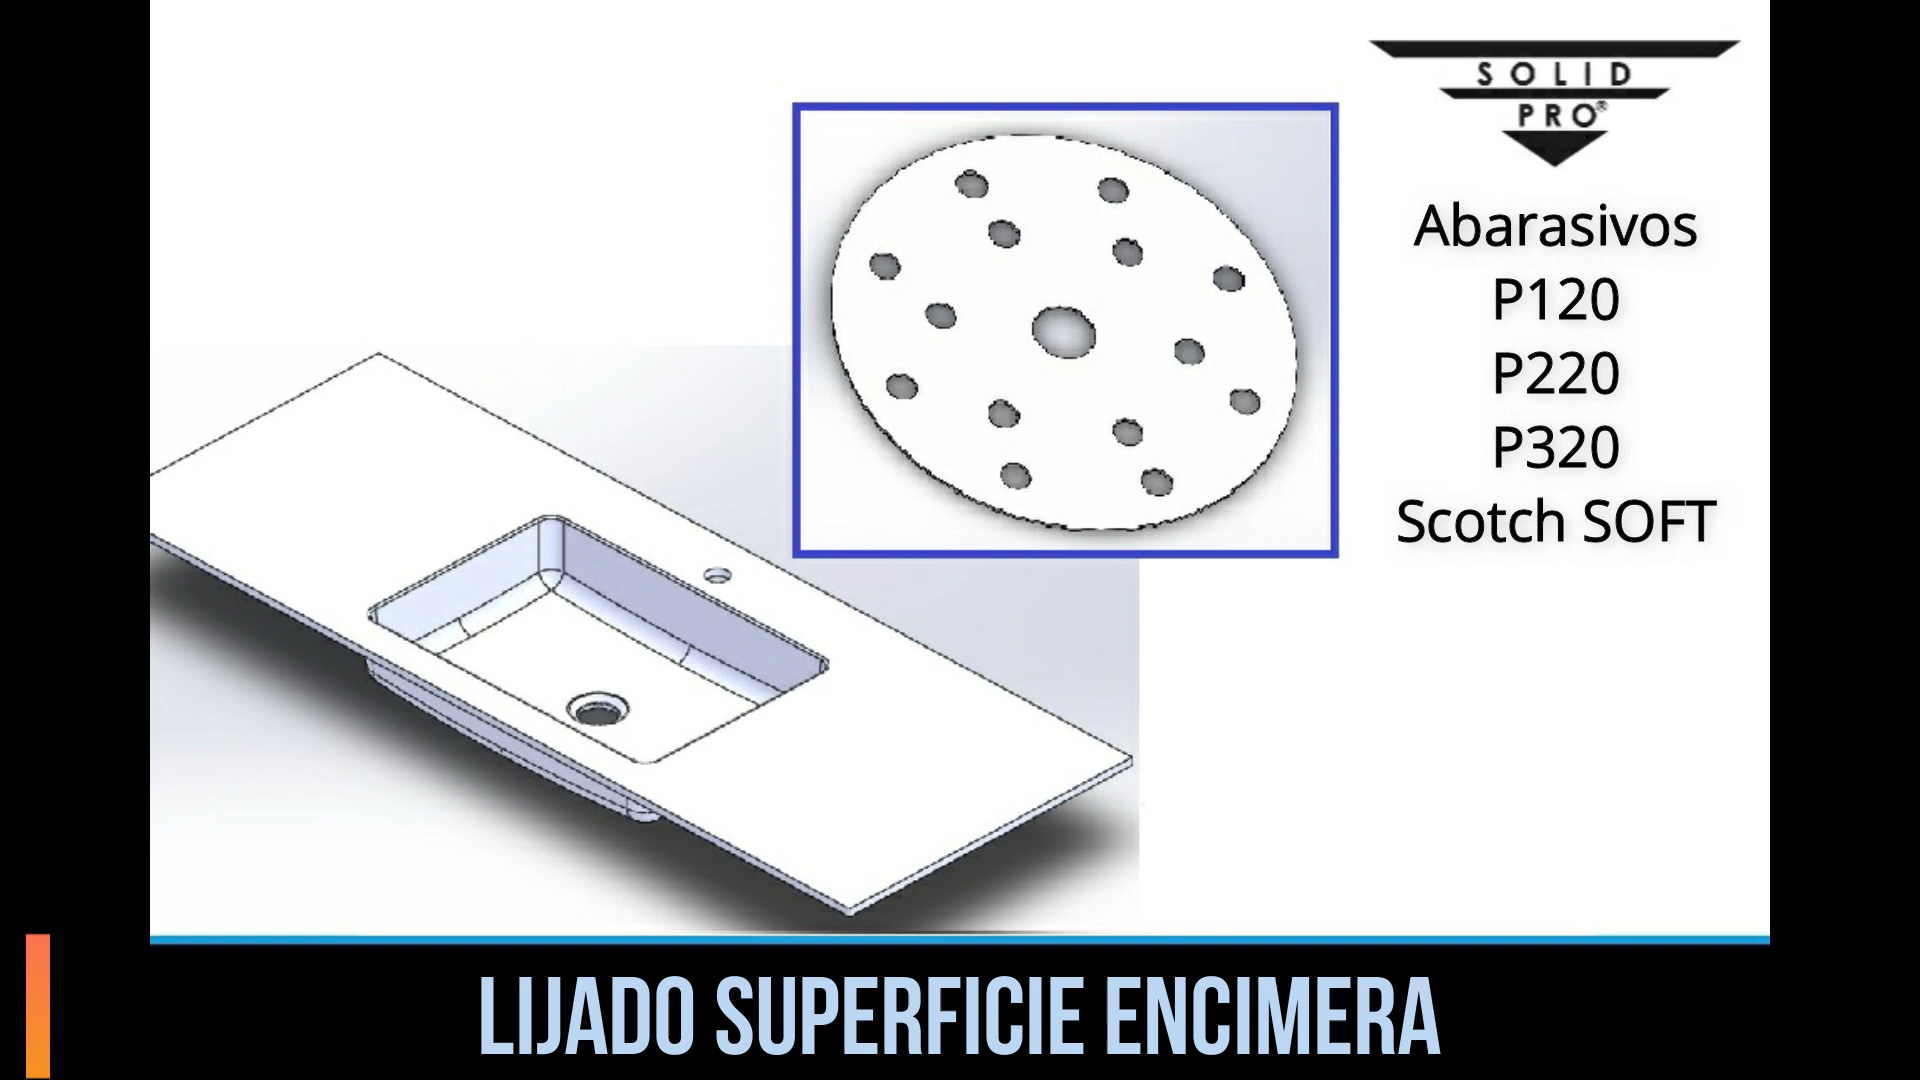 SOLID
PRO®
Abarasivos
P120
P220
P320
Scotch SOFT
LIJADO SUPERFICIE ENCIMERA